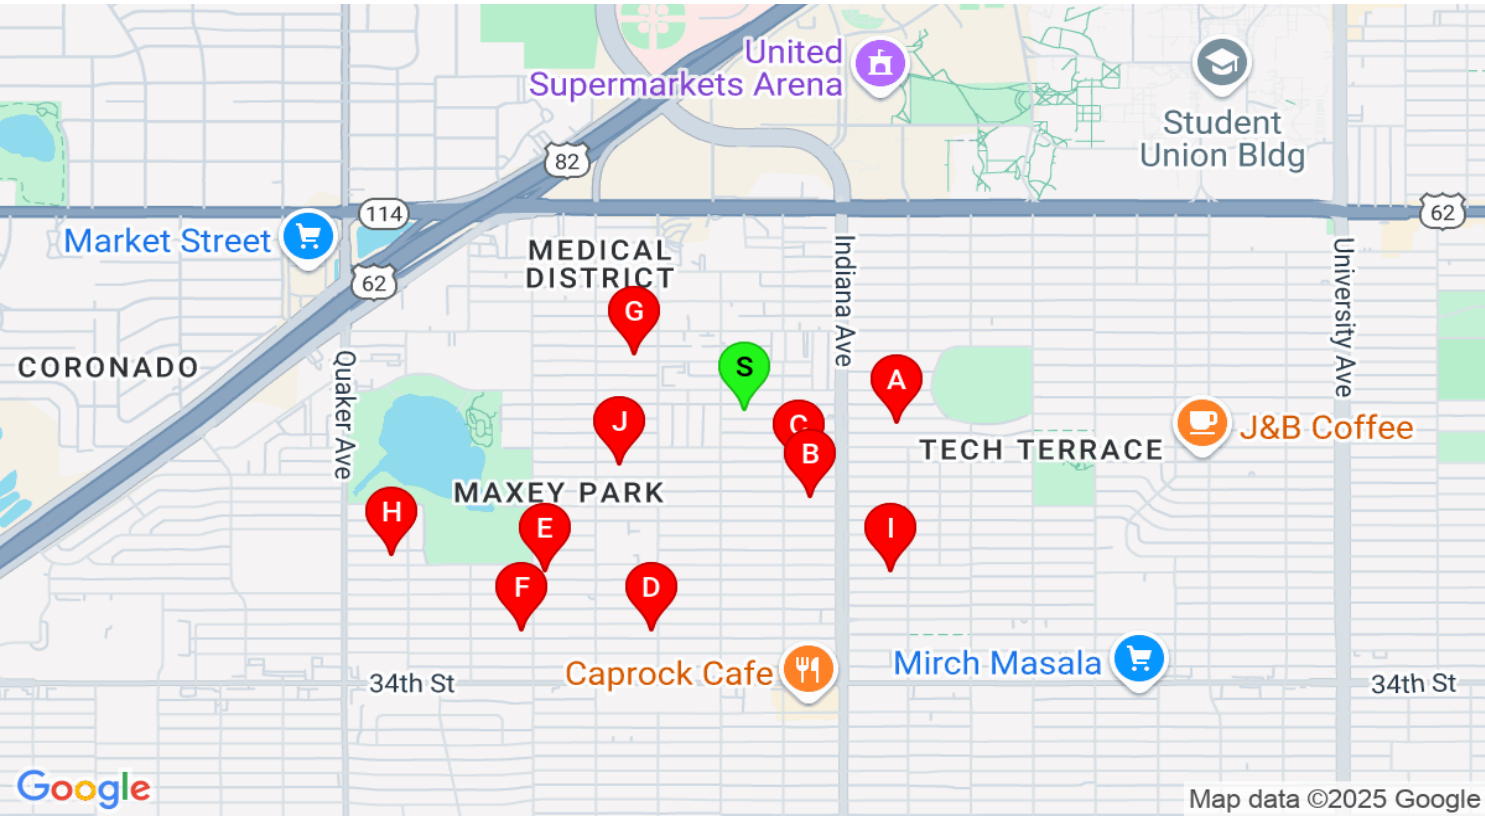 United
Supermarkets Arena
Student
Union Bldg
82
114
62
Market Street
MEDICAL
DISTRICT
62
Indiana Ave
University Ave
G
CORONADO
Quaker Ave
S
A
J
C
B
TECH TERRACE
J&B Coffee
MAXEY PARK
H
E
I
F
D
Caprock Cafe
Mirch Masala
34th St
34th St
Google
Map data ©2025 Google